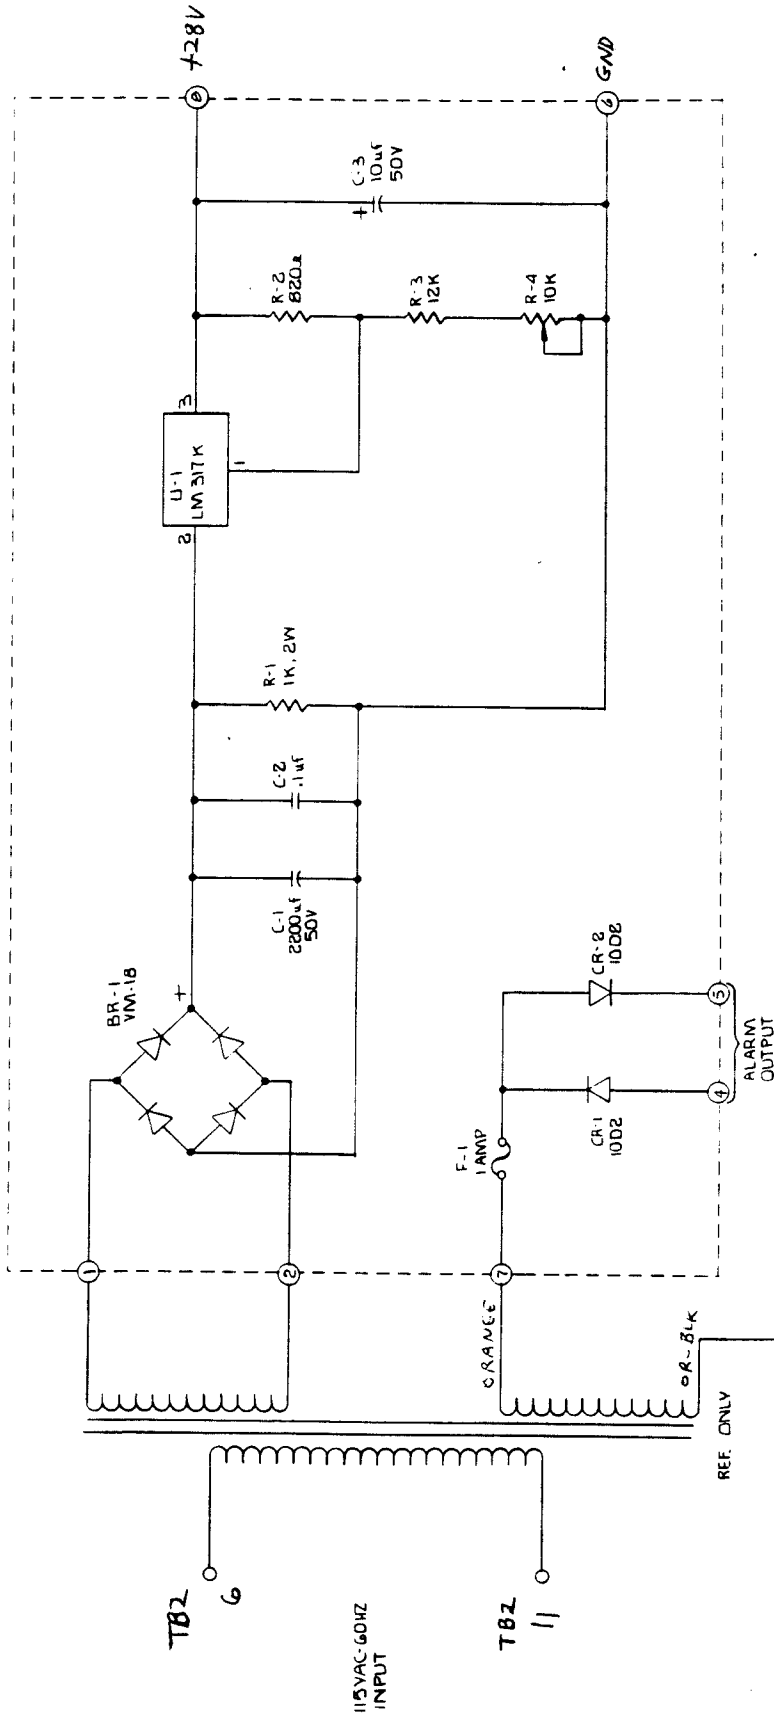 TB2
6
115VAC-60HZ
INPUT
TB2
11
REF. ONLY
ORANGE
OR-BLK
1
2
7
BR-1
VM-18
+
C-1
2200uf
50V
C-2
.1uf
R-1
1K, 2W
2
U-1
LM317K
3
1
R-2
820Ω
R-3
12K
R-4
10K
C-3
10uf
50V
+
8
+28V
6
GND
F-1
1 AMP
CR-1
10D2
CR-2
10D2
4
5
ALARM
OUTPUT